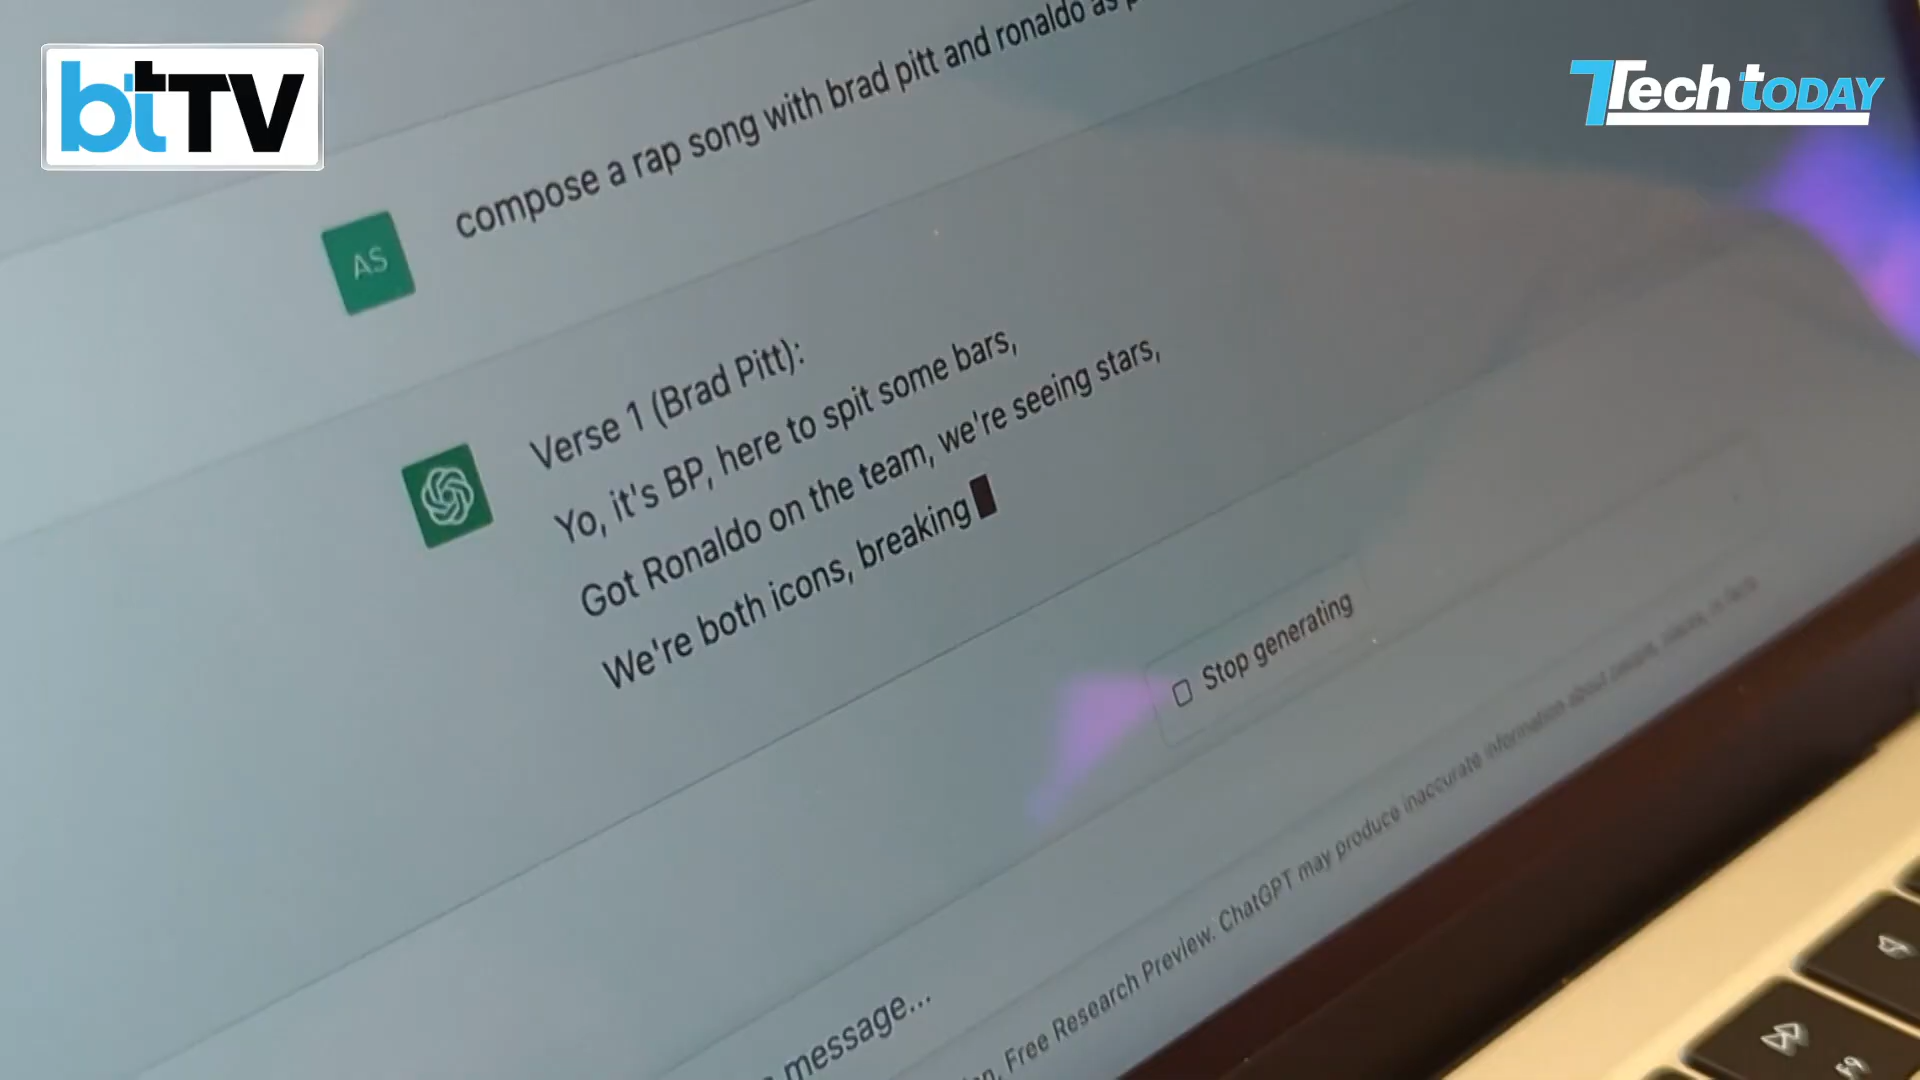 btTV
Tech today
compose a rap song with brad pitt and ronaldo as
AS
Verse 1 (Brad Pitt):
Yo, it's BP, here to spit some bars,
Got Ronaldo on the team, we're seeing stars,
We're both icons, breaking
Stop generating
message...
Free Research Preview. ChatGPT may produce inaccurate information about people, places, or facts
F9